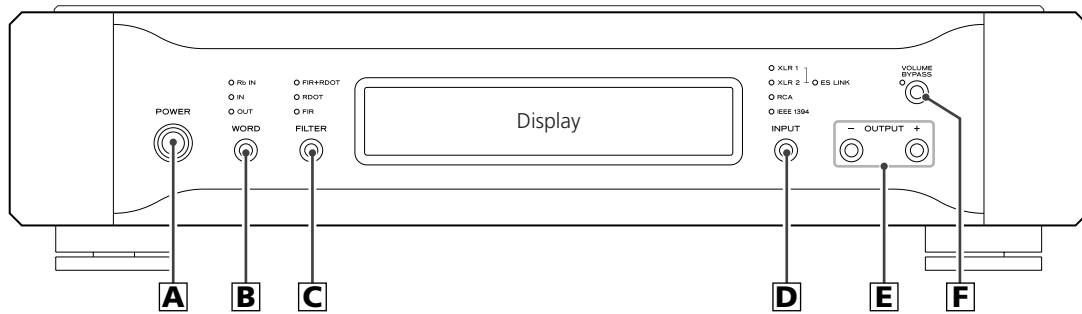 POWER
Rb IN
IN
OUT
WORD
FIR+RDOT
RDOT
FIR
FILTER
Display
XLR 1
XLR 2
ES LINK
RCA
IEEE 1394
INPUT
VOLUME
BYPASS
− OUTPUT +
A B C D E F